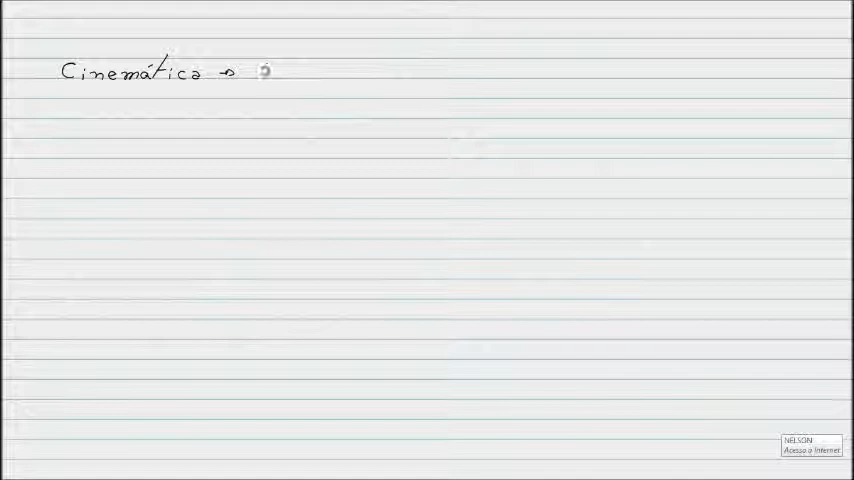 Cinemática →
NELSON
Acesso a Internet